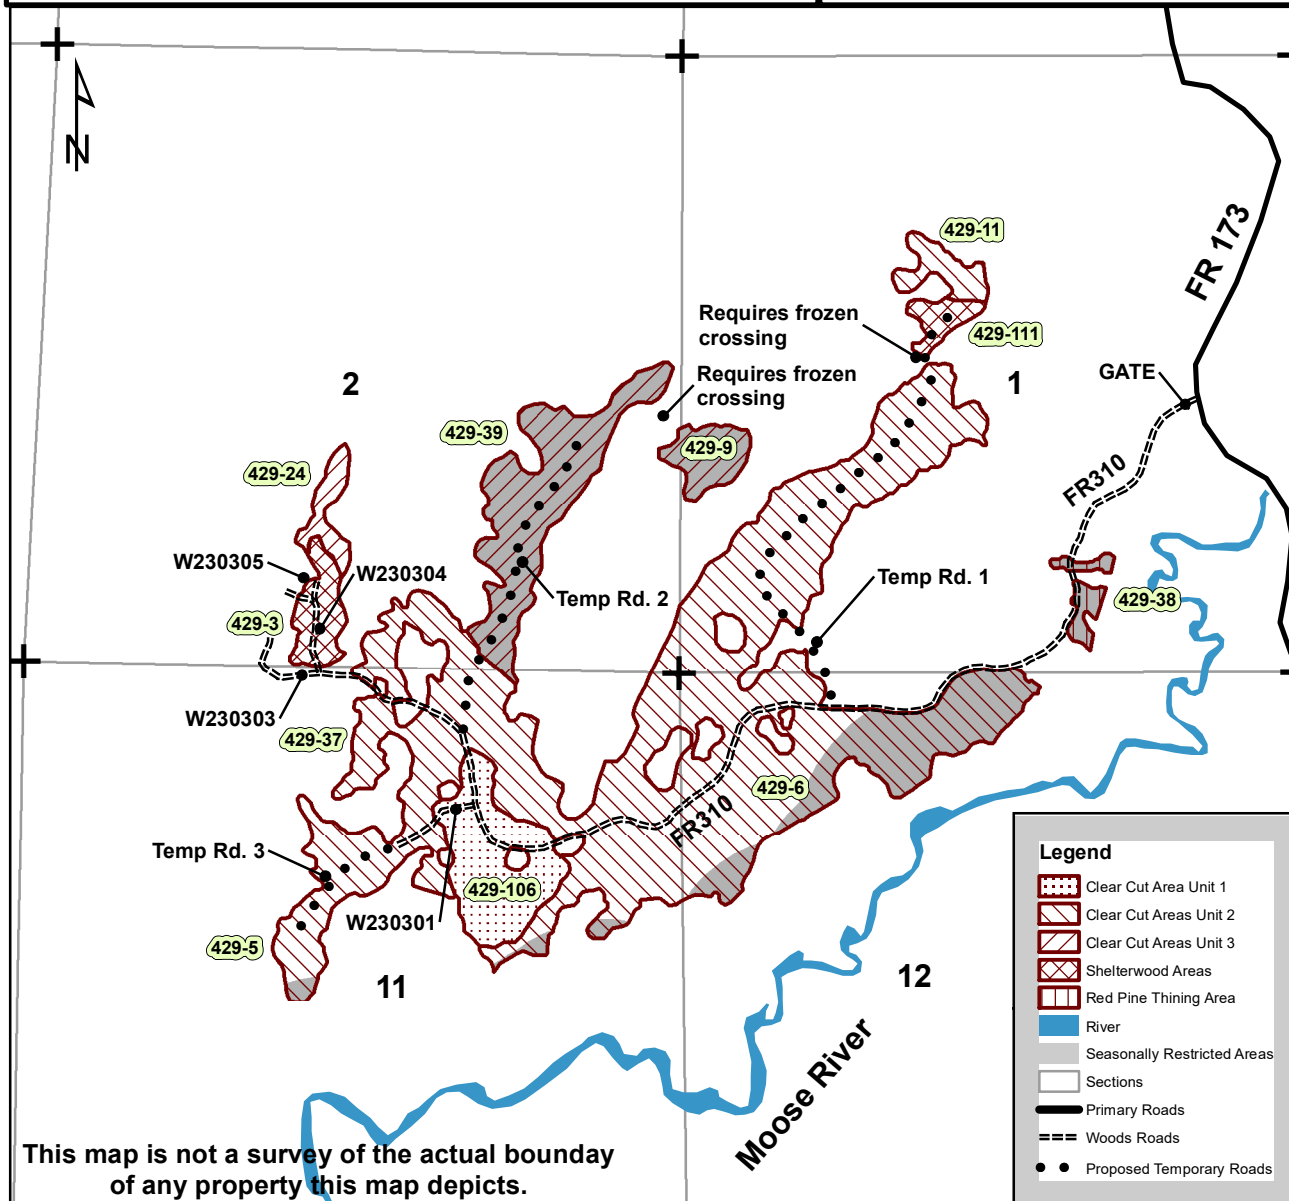 N
FR 173
429-11
Requires frozen
crossing
429-111
Requires frozen
crossing
GATE
1
2
429-39
429-9
429-24
FR310
W230305
W230304
Temp Rd. 1
Temp Rd. 2
429-38
429-3
W230303
429-37
429-6
FR310
Temp Rd. 3
429-106
W230301
429-5
11
12
Moose River
Legend
Clear Cut Area Unit 1
Clear Cut Areas Unit 2
Clear Cut Areas Unit 3
Shelterwood Areas
Red Pine Thining Area
River
Seasonally Restricted Areas
Sections
Primary Roads
Woods Roads
Proposed Temporary Roads
This map is not a survey of the actual bounday
of any property this map depicts.